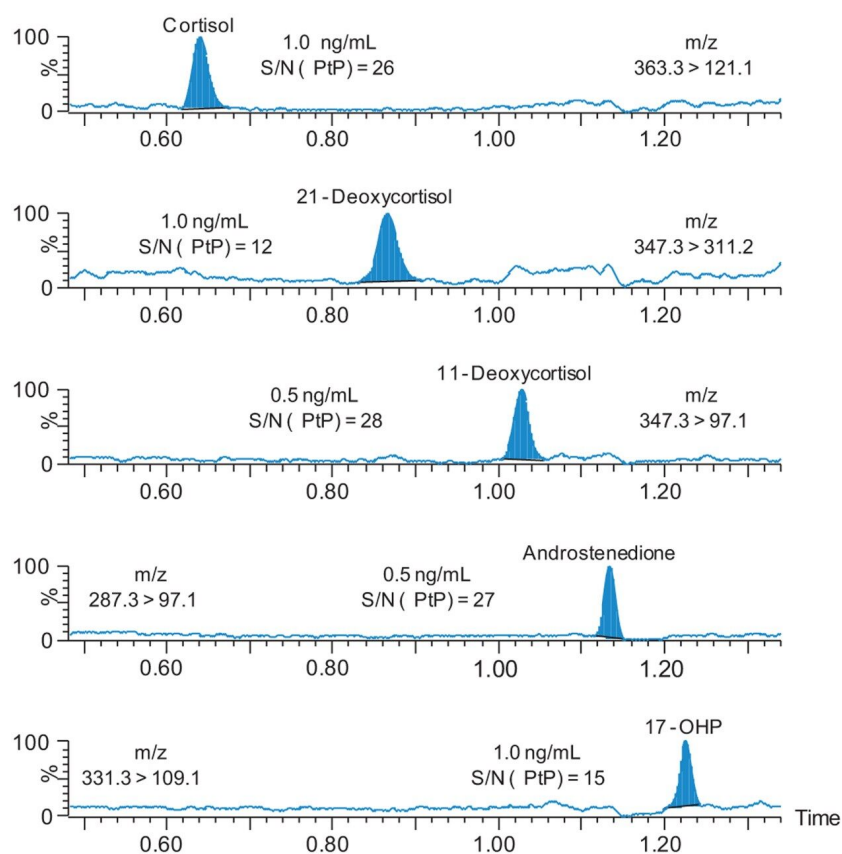 Cortisol
1.0 ng/mL
S/N ( PtP) = 26
m/z
363.3 > 121.1
100
%
0
0.60 0.80 1.00 1.20
21-Deoxycortisol
1.0 ng/mL
S/N ( PtP) = 12
m/z
347.3 > 311.2
100
%
0
0.60 0.80 1.00 1.20
11-Deoxycortisol
0.5 ng/mL
S/N ( PtP) = 28
m/z
347.3 > 97.1
100
%
0
0.60 0.80 1.00 1.20
Androstenedione
m/z
287.3 > 97.1
0.5 ng/mL
S/N ( PtP) = 27
100
%
0
0.60 0.80 1.00 1.20
17-OHP
m/z
331.3 > 109.1
1.0 ng/mL
S/N ( PtP) = 15
100
%
0
Time
0.60 0.80 1.00 1.20